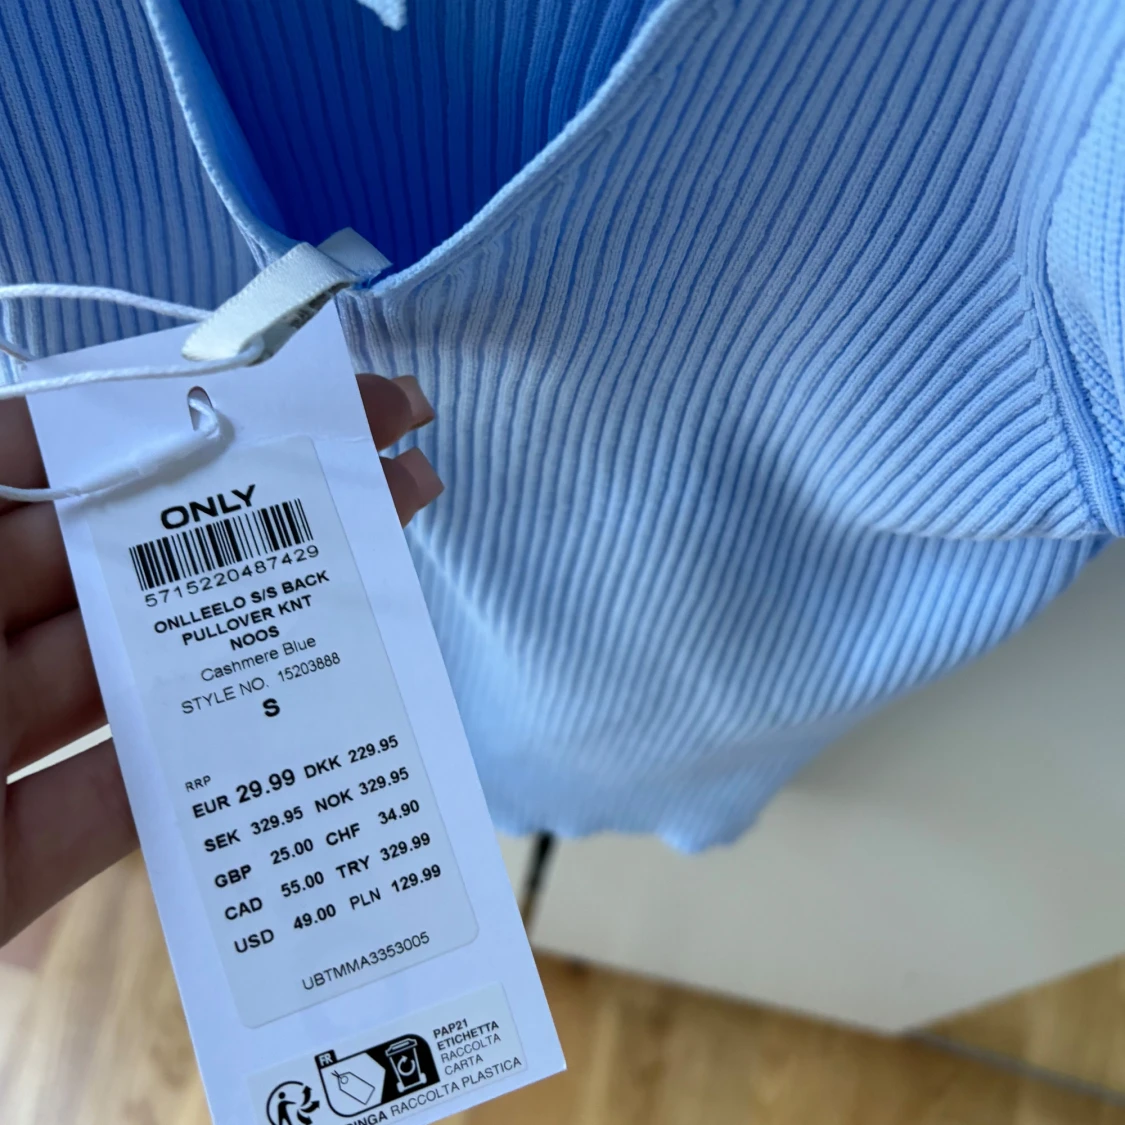 ONLY
5715220487429
ONLLEELO S/S BACK
PULLOVER KNT
NOOS
Cashmere Blue
STYLE NO. 15203888
S
RRP
EUR 29.99 DKK 229.95
SEK 329.95 NOK 329.95
GBP 25.00 CHF 34.90
CAD 55.00 TRY 329.99
USD 49.00 PLN 129.99
UBTMMA3353005
FR
PAP21
ETICHETTA
RACCOLTA
CARTA
RACCOLTA PLASTICA